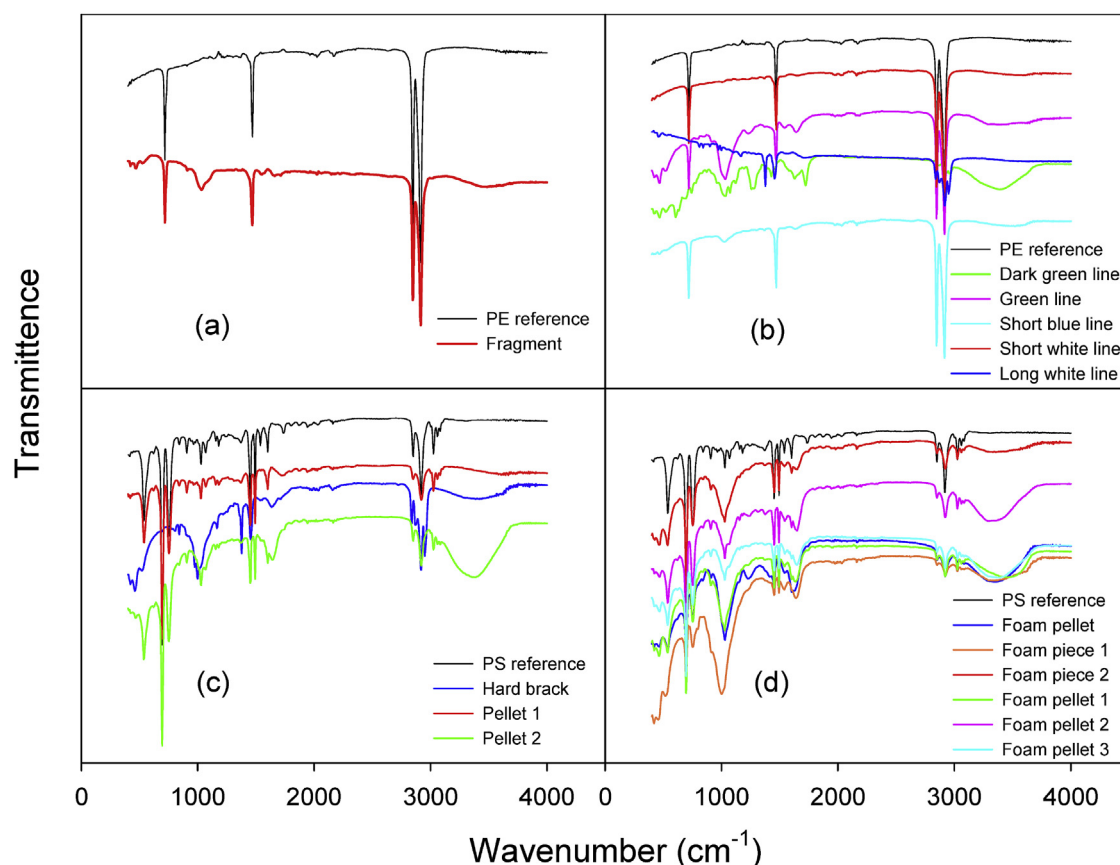 Transmittence
(a)
PE reference
Fragment
(b)
PE reference
Dark green line
Green line
Short blue line
Short white line
Long white line
(c)
PS reference
Hard brack
Pellet 1
Pellet 2
(d)
PS reference
Foam pellet
Foam piece 1
Foam piece 2
Foam pellet 1
Foam pellet 2
Foam pellet 3
0 1000 2000 3000 4000 0 1000 2000 3000 4000
Wavenumber (cm⁻¹)